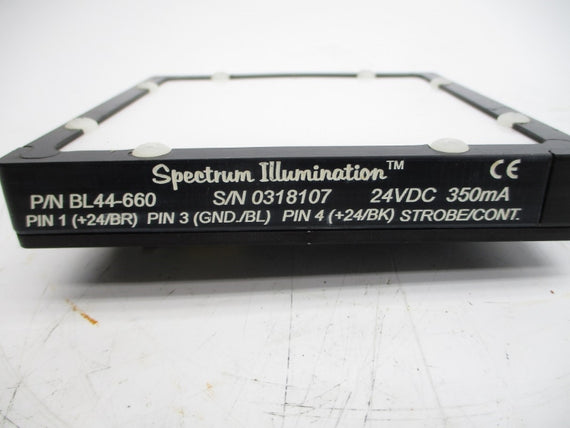 Spectrum Illumination™ CE
P/N BL44-660 S/N 0318107 24VDC 350mA
PIN 1 (+24/BR) PIN 3 (GND./BL) PIN 4 (+24/BK) STROBE/CONT.